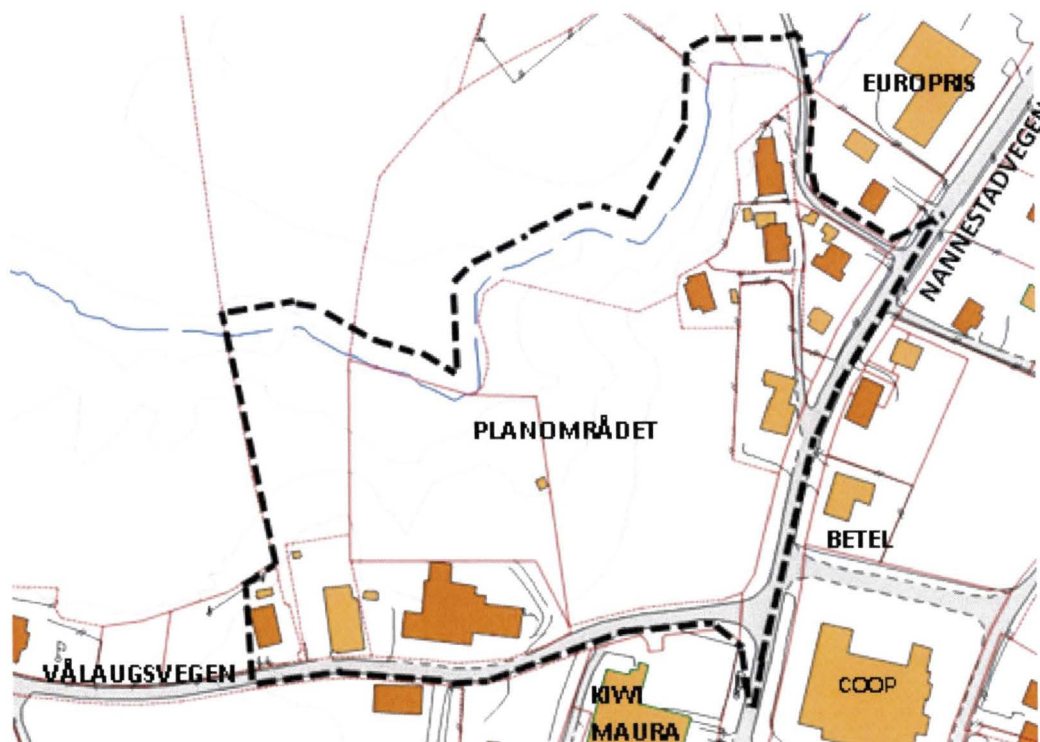 EUROPRIS
NANNESTADVEGEN
PLANOMRÅDET
BETEL
VÅLAUGSVEGEN
KIWI
MAURA
COOP